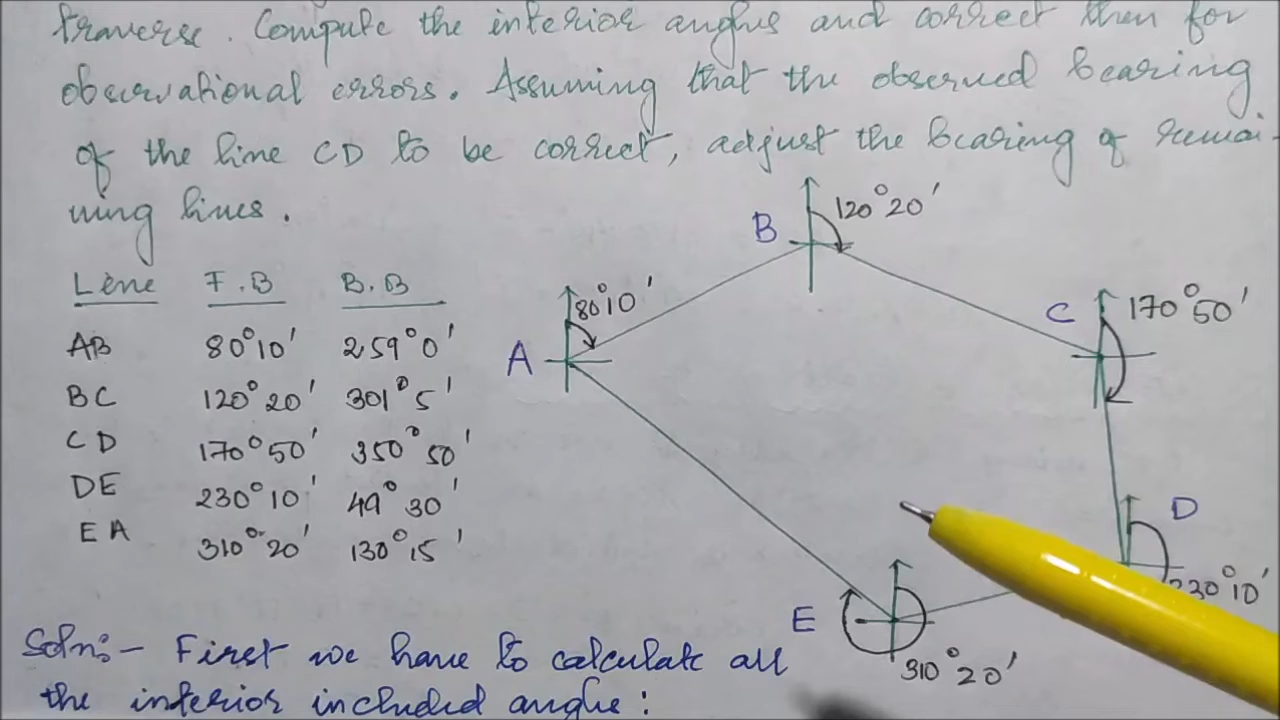 traverse. Compute the interior angles and correct them for
observational errors. Assuming that the observed bearing
of the line CD to be correct, adjust the bearing of remai-
ning lines.
Line F.B B.B
AB 80°10' 259°0'
BC 120°20' 301°5'
CD 170°50' 350°50'
DE 230°10' 49°30'
EA 310°20' 130°15'
B 120°20'
A 80°10'
C 170°50'
D 230°10'
E 310°20'
Soln:- First we have to calculate all
the interior included angle: